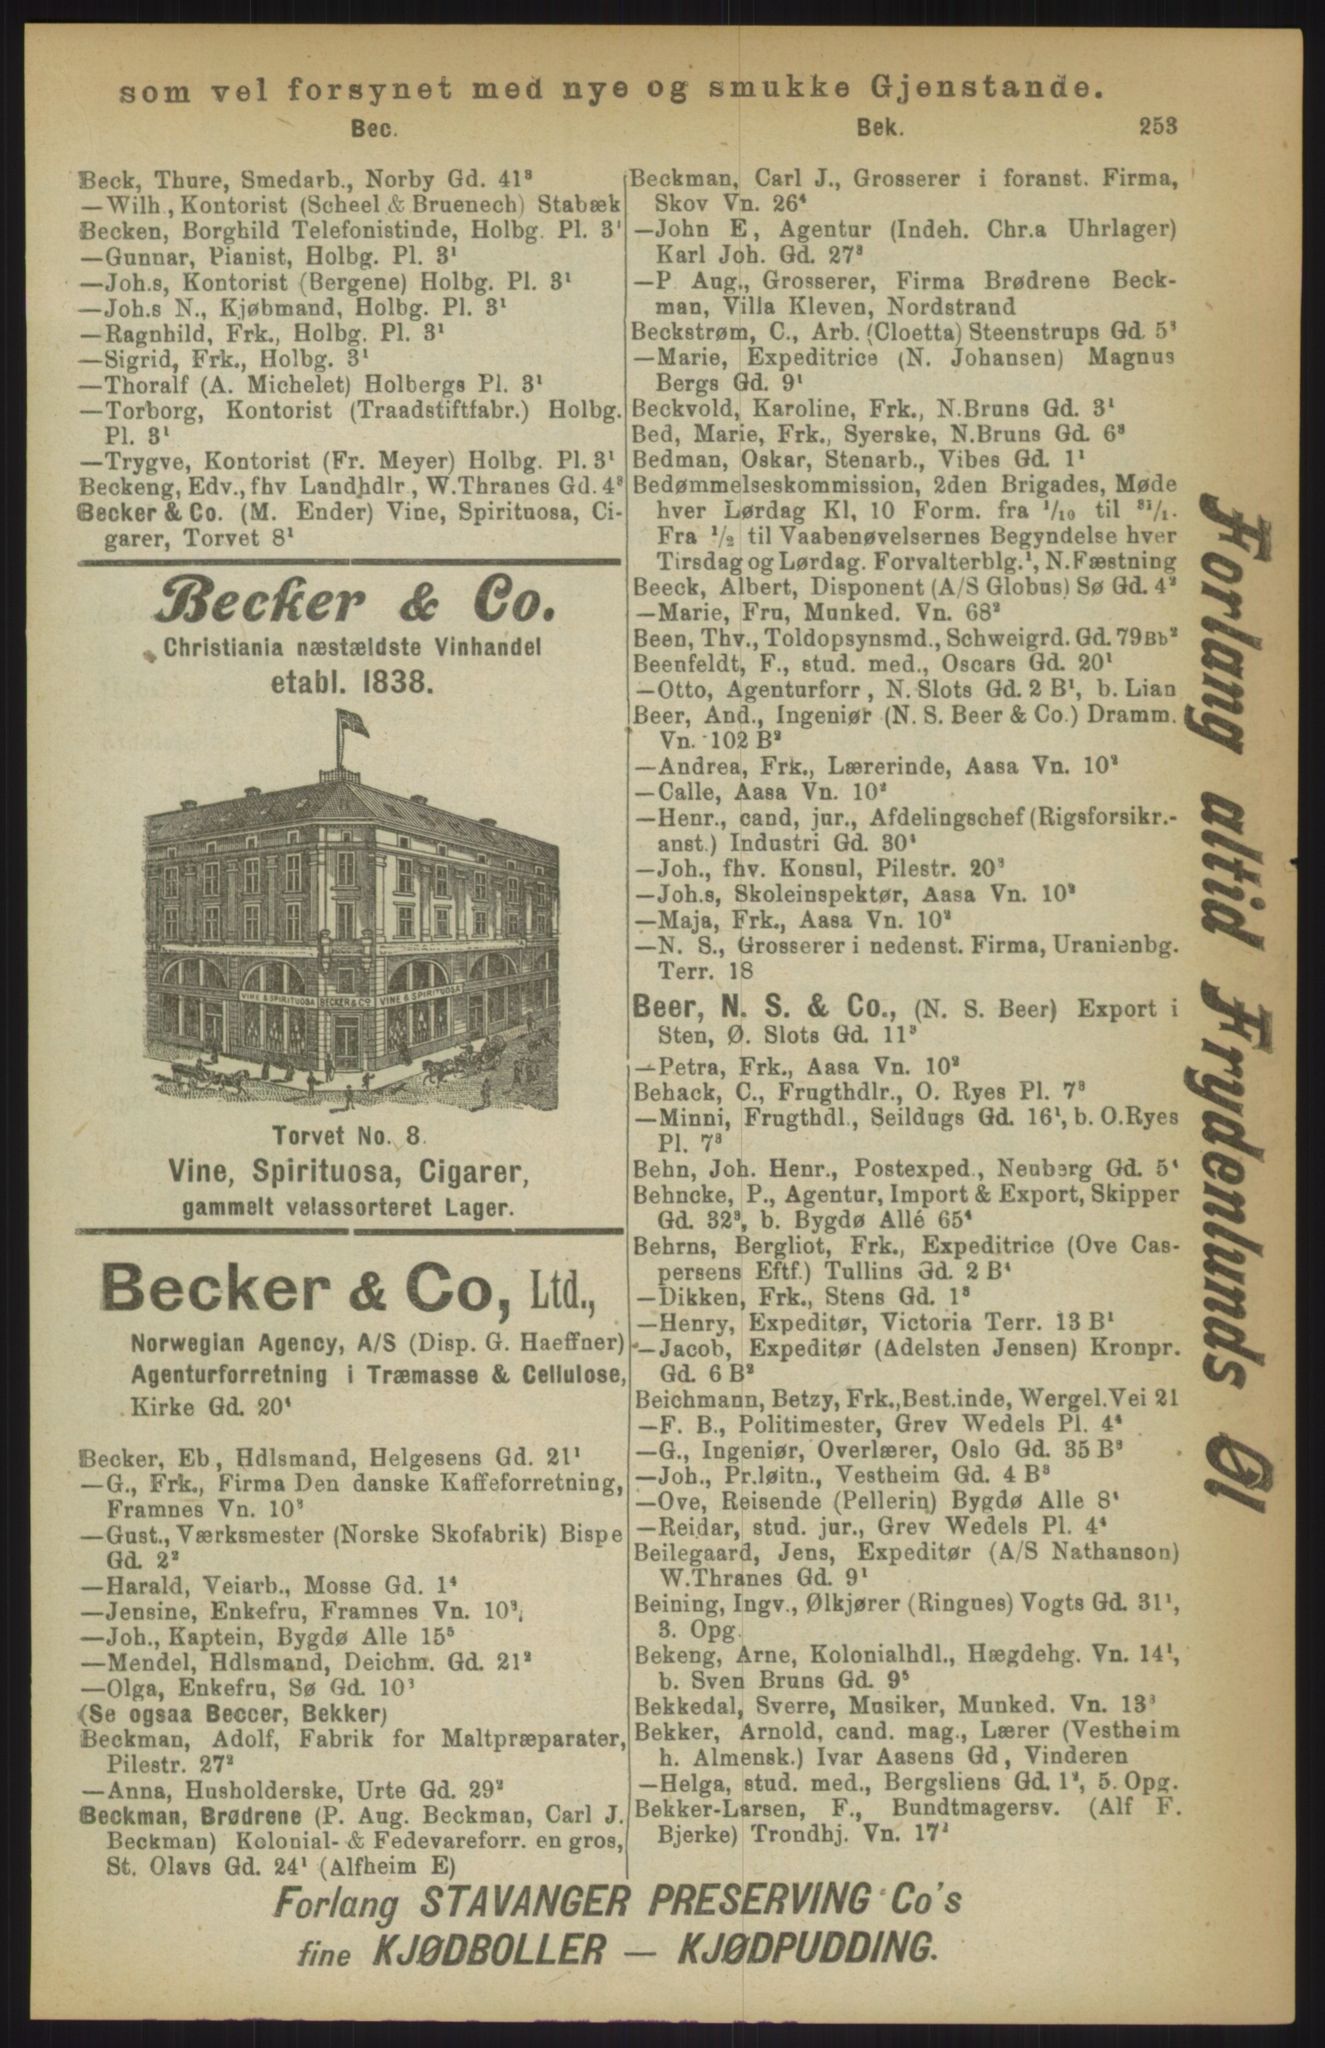 som vel forsynet med nye og smukke Gjenstande.
Bec.
Bek.
253
Beck, Thure, Smedarb., Norby Gd. 41³
—Wilh., Kontorist (Scheel & Bruenech) Stabæk
Becken, Borghild Telefonistinde, Holbg. Pl. 3¹
—Gunnar, Pianist, Holbg. Pl. 3¹
—Joh.s, Kontorist (Bergene) Holbg. Pl. 3¹
—Joh.s N., Kjøbmand, Holbg. Pl. 3¹
—Ragnhild, Frk., Holbg. Pl. 3¹
—Sigrid, Frk., Holbg. 3¹
—Thoralf (A. Michelet) Holbergs Pl. 3¹
—Torborg, Kontorist (Traadstiftfabr.) Holbg.
Pl. 3¹
—Trygve, Kontorist (Fr. Meyer) Holbg. Pl. 3¹
Beckeng, Edv., fhv Landhdlr, W.Thranes Gd. 4³
Becker & Co. (M. Ender) Vine, Spirituosa, Ci-
garer, Torvet 8¹
Becker & Co.
Christiania næstældste Vinhandel
etabl. 1838.
VINE & SPIRITUOSA BECKER & CO VINE & SPIRITUOSA
Torvet No. 8.
Vine, Spirituosa, Cigarer,
gammelt velassorteret Lager.
Becker & Co, Ltd.,
Norwegian Agency, A/S (Disp. G. Haeffner)
Agenturforretning i Træmasse & Cellulose,
Kirke Gd. 20⁴
Becker, Eb, Hdlsmand, Helgesens Gd. 21¹
—G., Frk., Firma Den danske Kaffeforretning,
Framnes Vn. 10³
—Gust., Værksmester (Norske Skofabrik) Bispe
Gd. 2²
—Harald, Veiarb., Mosse Gd. 1⁴
—Jensine, Enkefru, Framnes Vn. 10³,
—Joh., Kaptein, Bygdø Alle 15⁵
—Mendel, Hdlsmand, Deichm. Gd. 21²
—Olga, Enkefru, Sø Gd. 10³
(Se ogsaa Beccer, Bekker)
Beckman, Adolf, Fabrik for Maltpræparater,
Pilestr. 27²
—Anna, Husholderske, Urte Gd. 29²
Beckman, Brødrene (P. Aug. Beckman, Carl J.
Beckman) Kolonial- & Fedevareforr. en gros,
St. Olavs Gd. 24¹ (Alfheim E)
Beckman, Carl J., Grosserer i foranst. Firma,
Skov Vn. 26⁴
—John E, Agentur (Indeh. Chr.a Uhrlager)
Karl Joh. Gd. 27³
—P Aug., Grosserer, Firma Brødrene Beck-
man, Villa Kleven, Nordstrand
Beckstrøm, C., Arb. (Cloetta) Steenstrups Gd. 5³
—Marie, Expeditrice (N. Johansen) Magnus
Bergs Gd. 9¹
Beckvold, Karoline, Frk., N.Bruns Gd. 3¹
Bed, Marie, Frk., Syerske, N.Bruns Gd. 6³
Bedman, Oskar, Stenarb., Vibes Gd. 1¹
Bedømmelseskommission, 2den Brigades, Møde
hver Lørdag Kl, 10 Form. fra ¹/₁₀ til ³¹/₁.
Fra ¹/₂ til Vaabenøvelsernes Begyndelse hver
Tirsdag og Lørdag. Forvalterblg.¹, N.Fæstning
Beeck, Albert, Disponent (A/S Globus) Sø Gd. 4²
—Marie, Fru, Munked. Vn. 68²
Been, Thv., Toldopsynsmd., Schweigrd. Gd. 79Bb²
Beenfeldt, F., stud. med., Oscars Gd. 20¹
—Otto, Agenturforr, N. Slots Gd. 2 B¹, b. Lian
Beer, And., Ingeniør (N. S. Beer & Co.) Dramm.
Vn. 102 B²
—Andrea, Frk., Lærerinde, Aasa Vn. 10²
—Calle, Aasa Vn. 10²
—Henr., cand, jur., Afdelingschef (Rigsforsikr.-
anst.) Industri Gd. 30⁴
—Joh., fhv. Konsul, Pilestr. 20³
—Joh.s, Skoleinspektør, Aasa Vn. 10²
—Maja, Frk., Aasa Vn. 10²
—N. S., Grosserer i nedenst. Firma, Uranienbg.
Terr. 18
Beer, N. S. & Co., (N. S. Beer) Export i
Sten, Ø. Slots Gd. 11³
—Petra, Frk., Aasa Vn. 10²
Behack, C., Frugthdlr., O. Ryes Pl. 7³
—Minni, Frugthdl., Seildugs Gd. 16¹, b. O.Ryes
Pl. 7³
Behn, Joh. Henr., Postexped., Neuberg Gd. 5⁴
Behncke, P., Agentur, Import & Export, Skipper
Gd. 32³, b. Bygdø Allé 65⁴
Behrns, Bergliot, Frk., Expeditrice (Ove Cas-
persens Eftf.) Tullins Gd. 2 B⁴
—Dikken, Frk., Stens Gd. 1³
—Henry, Expeditør, Victoria Terr. 13 B¹
—Jacob, Expeditør (Adelsten Jensen) Kronpr.
Gd. 6 B²
Beichmann, Betzy, Frk.,Best.inde, Wergel.Vei 21
—F. B., Politimester, Grev Wedels Pl. 4⁴
—G., Ingeniør, Overlærer, Oslo Gd. 35 B³
—Joh., Pr.løitn., Vestheim Gd. 4 B³
—Ove, Reisende (Pellerin) Bygdø Alle 8⁴
—Reidar, stud. jur., Grev Wedels Pl. 4⁴
Beilegaard, Jens, Expeditør (A/S Nathanson)
W.Thranes Gd. 9¹
Beining, Ingv., Ølkjører (Ringnes) Vogts Gd. 31¹,
3. Opg.
Bekeng, Arne, Kolonialhdl., Hægdehg. Vn. 14¹,
b. Sven Bruns Gd. 9⁵
Bekkedal, Sverre, Musiker, Munked. Vn. 13³
Bekker, Arnold, cand. mag., Lærer (Vestheim
h. Almensk.) Ivar Aasens Gd, Vinderen
—Helga, stud. med., Bergsliens Gd. 1², 5. Opg.
Bekker-Larsen, F., Bundtmagersv. (Alf F.
Bjerke) Trondhj. Vn. 17²
Forlang altid Frydenlunds Øl
Forlang STAVANGER PRESERVING Co's
fine KJØDBOLLER — KJØDPUDDING.